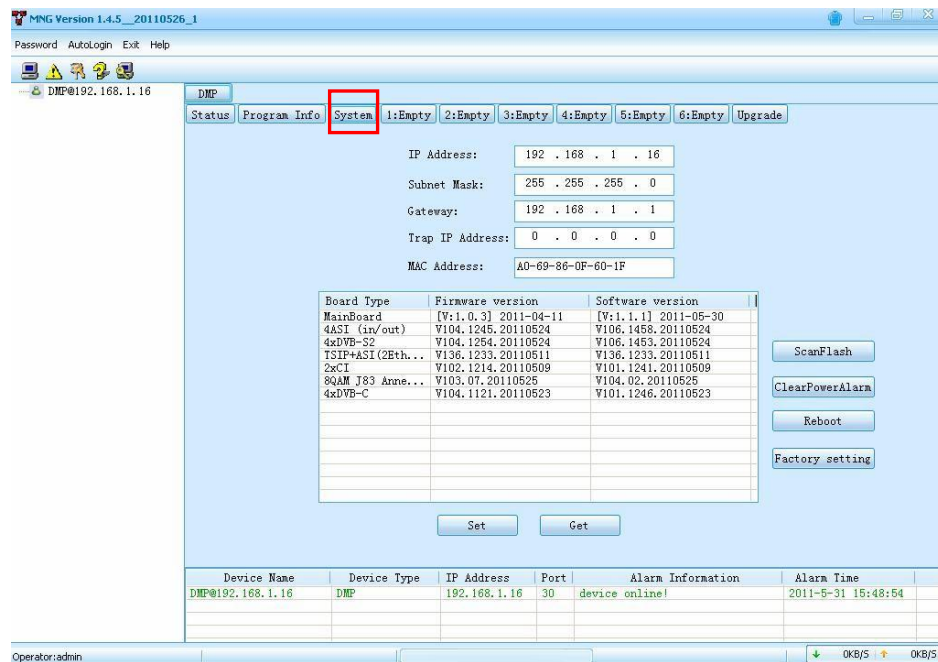 MNG Version 1.4.5__20110526_1
Password AutoLogin Exit Help
DMP@192.168.1.16
DMP
Status Program Info System 1:Empty 2:Empty 3:Empty 4:Empty 5:Empty 6:Empty Upgrade
IP Address: 192 . 168 . 1 . 16
Subnet Mask: 255 . 255 . 255 . 0
Gateway: 192 . 168 . 1 . 1
Trap IP Address: 0 . 0 . 0 . 0
MAC Address: A0-69-86-0F-60-1F
Board Type Firmware version Software version
MainBoard [V:1.0.3] 2011-04-11 [V:1.1.1] 2011-05-30
4ASI (in/out) V104.1245.20110524 V106.1458.20110524
4xDVB-S2 V104.1254.20110524 V106.1453.20110524
TSIP+ASI(2Eth... V136.1233.20110511 V136.1233.20110511
2xCI V102.1214.20110509 V101.1241.20110509
8QAM J83 Anne... V103.07.20110525 V104.02.20110525
4xDVB-C V104.1121.20110523 V101.1246.20110523
ScanFlash
ClearPowerAlarm
Reboot
Factory setting
Set Get
Device Name Device Type IP Address Port Alarm Information Alarm Time
DMP@192.168.1.16 DMP 192.168.1.16 30 device online! 2011-5-31 15:48:54
Operator:admin 0KB/S 0KB/S